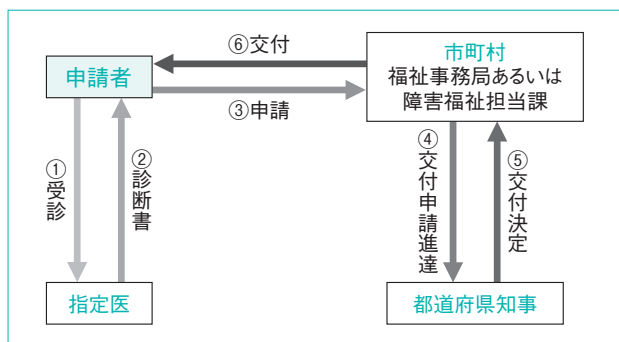 ⑥交付
申請者
市町村
福祉事務局あるいは
障害福祉担当課
③申請
①受診
②診断書
④交付申請進達
⑤交付決定
指定医
都道府県知事